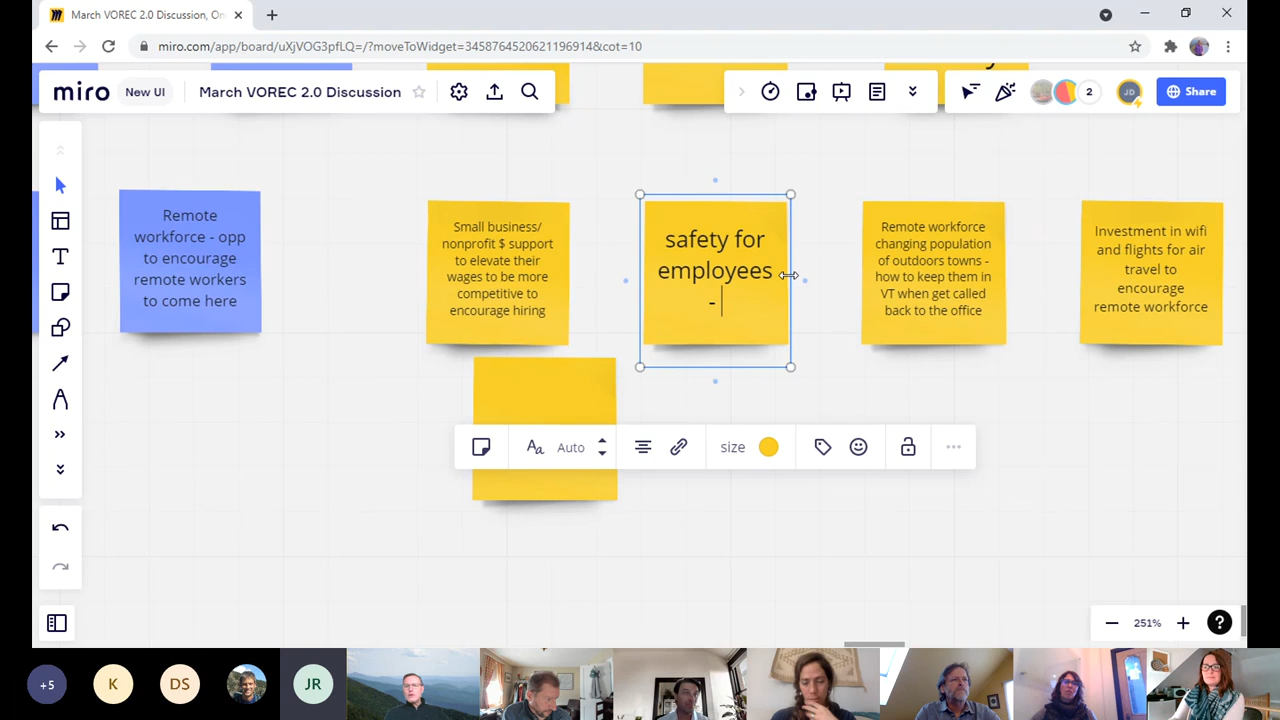 March VOREC 2.0 Discussion, On
miro.com/app/board/uXjVOG3pfLQ=/?moveToWidget=3458764520621196914&cot=10
miro
New UI
March VOREC 2.0 Discussion
2
JD
Share
Remote
workforce - opp
to encourage
remote workers
to come here
Small business/
nonprofit $ support
to elevate their
wages to be more
competitive to
encourage hiring
safety for
employees
-
Remote workforce
changing population
of outdoors towns -
how to keep them in
VT when get called
back to the office
Investment in wifi
and flights for air
travel to
encourage
remote workforce
Auto
size
251%
+5
K
DS
JR